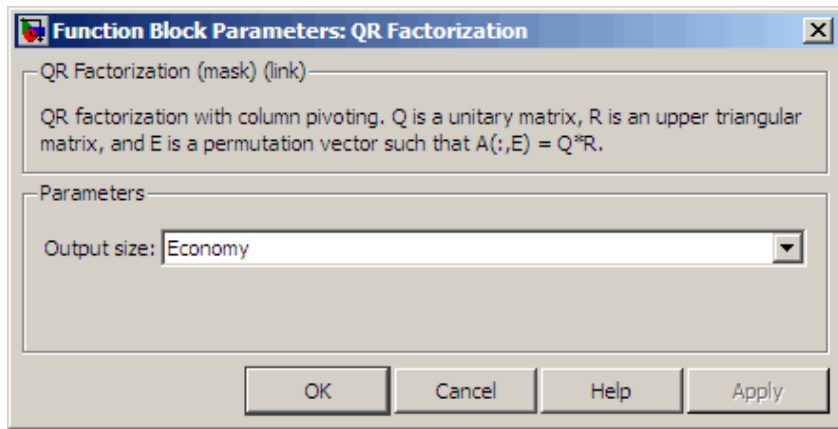 Function Block Parameters: QR Factorization
QR Factorization (mask) (link)
QR factorization with column pivoting. Q is a unitary matrix, R is an upper triangular
matrix, and E is a permutation vector such that A(:,E) = Q*R.
Parameters
Output size: Economy
OK Cancel Help Apply